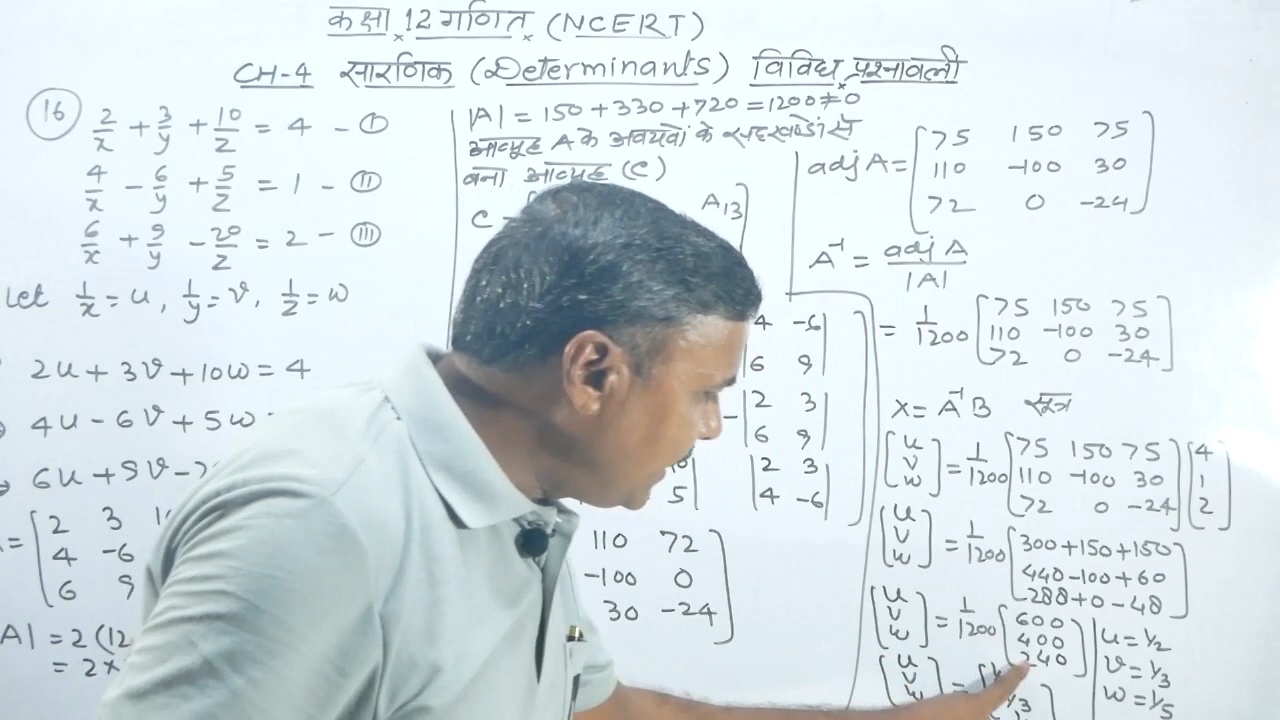 कक्षा 12 गणित (NCERT)
CH-4 सारणिक (Determinants) विविध प्रश्नावली
16
2/x + 3/y + 10/z = 4 - I
4/x - 6/y + 5/z = 1 - II
6/x + 9/y - 20/z = 2 - III
Let 1/x = u, 1/y = v, 1/z = w
2u + 3v + 10w = 4
4u - 6v + 5w
6u + 9v - 2
= [2 3 1
4 -6
6 9
A| = 2(12
= 2×
|A| = 150 + 330 + 720 = 1200 ≠ 0
आव्यूह A के अवयवों के सहखण्डों से
बना आव्यूह (C)
C = A13]
4 -6|
6 9|
-|2 3|
6 9|
|2 3|
5| |4 -6|
110 72
-100 0
30 -24]
adj A = [75 150 75
110 -100 30
72 0 -24]
A⁻¹ = adj A / |A|
= 1/1200 [75 150 75
110 -100 30
72 0 -24]
X = A⁻¹B सूत्र
[u v w] = 1/1200 [75 150 75 [4
110 -100 30 1
72 0 -24] 2]
[u v w] = 1/1200 [300+150+150
440-100+60
288+0-48]
[u v w] = 1/1200 [600
400
240]
[u v w] = [
1/3
u = 1/2
v = 1/3
w = 1/5